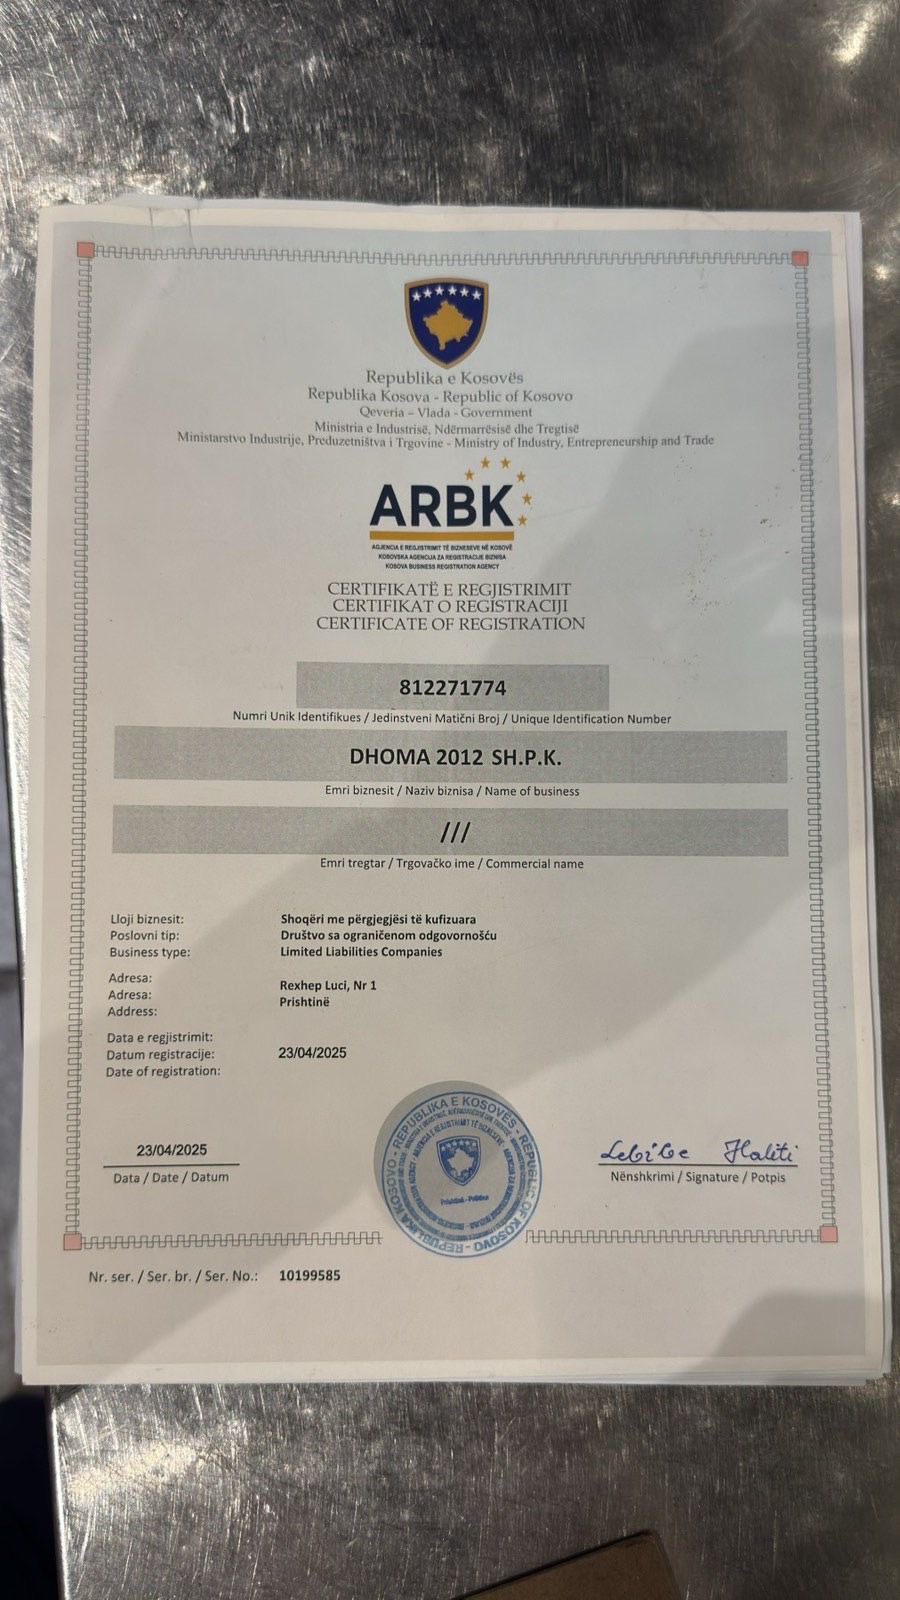 Republika e Kosovës
Republika Kosova - Republic of Kosovo
Qeveria – Vlada - Government
Ministria e Industrisë, Ndërmarrësisë dhe Tregtisë
Ministarstvo Industrije, Preduzetništva i Trgovine - Ministry of Industry, Entrepreneurship and Trade
ARBK
AGJENCIA E REGJISTRIMIT TË BIZNESEVE NË KOSOVË
KOSOVSKA AGENCIJA ZA REGISTRACIJE BIZNISA
KOSOVA BUSINESS REGISTRATION AGENCY
CERTIFIKATË E REGJISTRIMIT
CERTIFIKAT O REGISTRACIJI
CERTIFICATE OF REGISTRATION
812271774
Numri Unik Identifikues / Jedinstveni Matični Broj / Unique Identification Number
DHOMA 2012 SH.P.K.
Emri biznesit / Naziv biznisa / Name of business
///
Emri tregtar / Trgovačko ime / Commercial name
Lloji biznesit: Shoqëri me përgjegjësi të kufizuara
Poslovni tip: Društvo sa ograničenom odgovornošću
Business type: Limited Liabilities Companies
Adresa:
Rexhep Luci, Nr 1
Adresa:
Prishtinë
Address:
Data e regjistrimit:
Datum registracije: 23/04/2025
Date of registration:
23/04/2025
Data / Date / Datum
REPUBLIKA E KOSOVËS - REPUBLIC OF KOSOVO - REPUBLIKA KOSOVO
Prishtinë - Priština
Lebibe Haliti
Nënshkrimi / Signature / Potpis
Nr. ser. / Ser. br. / Ser. No.: 10199585